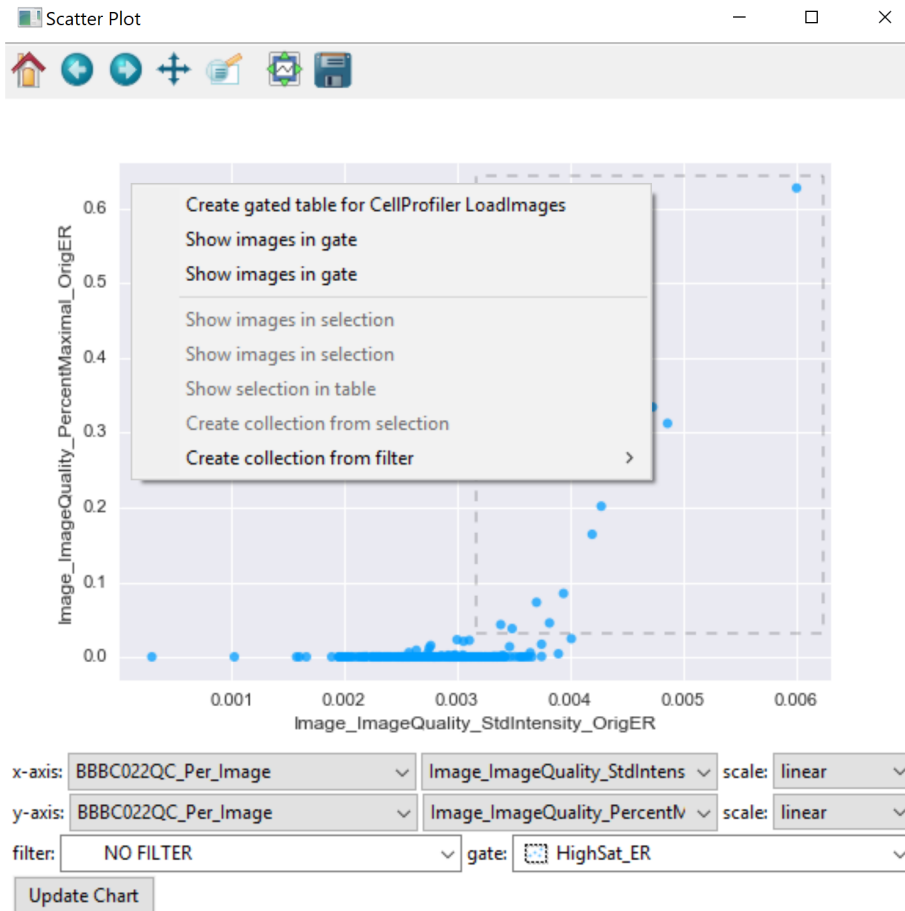 Scatter Plot
Create gated table for CellProfiler LoadImages
Show images in gate
Show images in gate
Show images in selection
Show images in selection
Show selection in table
Create collection from selection
Create collection from filter
Image_ImageQuality_PercentMaximal_OrigER
0.6
0.5
0.4
0.3
0.2
0.1
0.0
0.001 0.002 0.003 0.004 0.005 0.006
Image_ImageQuality_StdIntensity_OrigER
x-axis: BBBC022QC_Per_Image Image_ImageQuality_StdIntens scale: linear
y-axis: BBBC022QC_Per_Image Image_ImageQuality_PercentM scale: linear
filter: NO FILTER gate: HighSat_ER
Update Chart